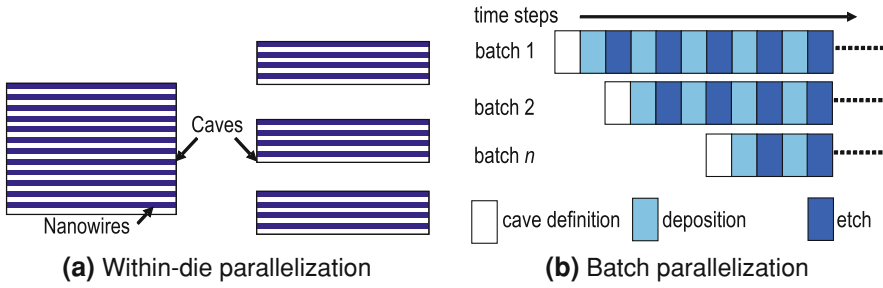 Caves
Nanowires
(a) Within-die parallelization
time steps
batch 1
batch 2
batch n
cave definition
deposition
etch
(b) Batch parallelization